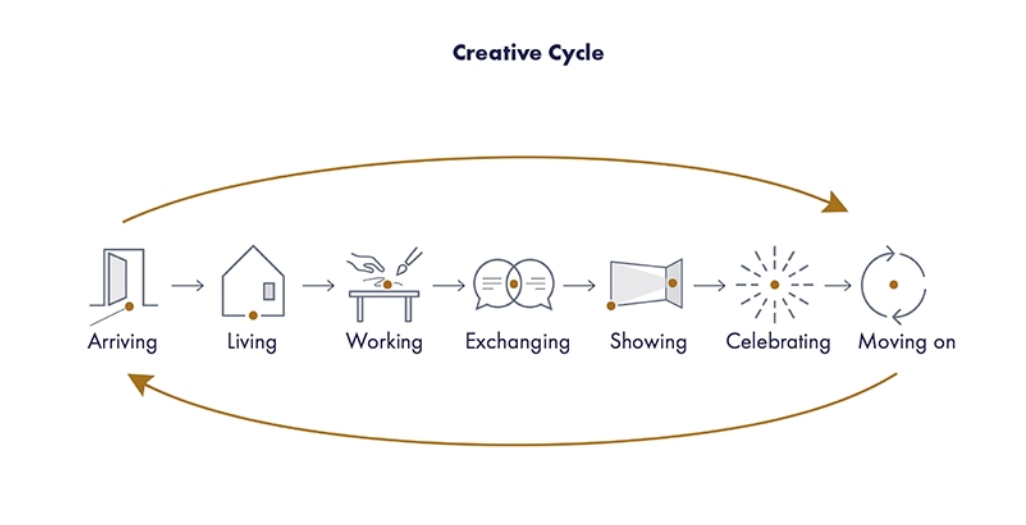 Creative Cycle
Arriving
Living
Working
Exchanging
Showing
Celebrating
Moving on